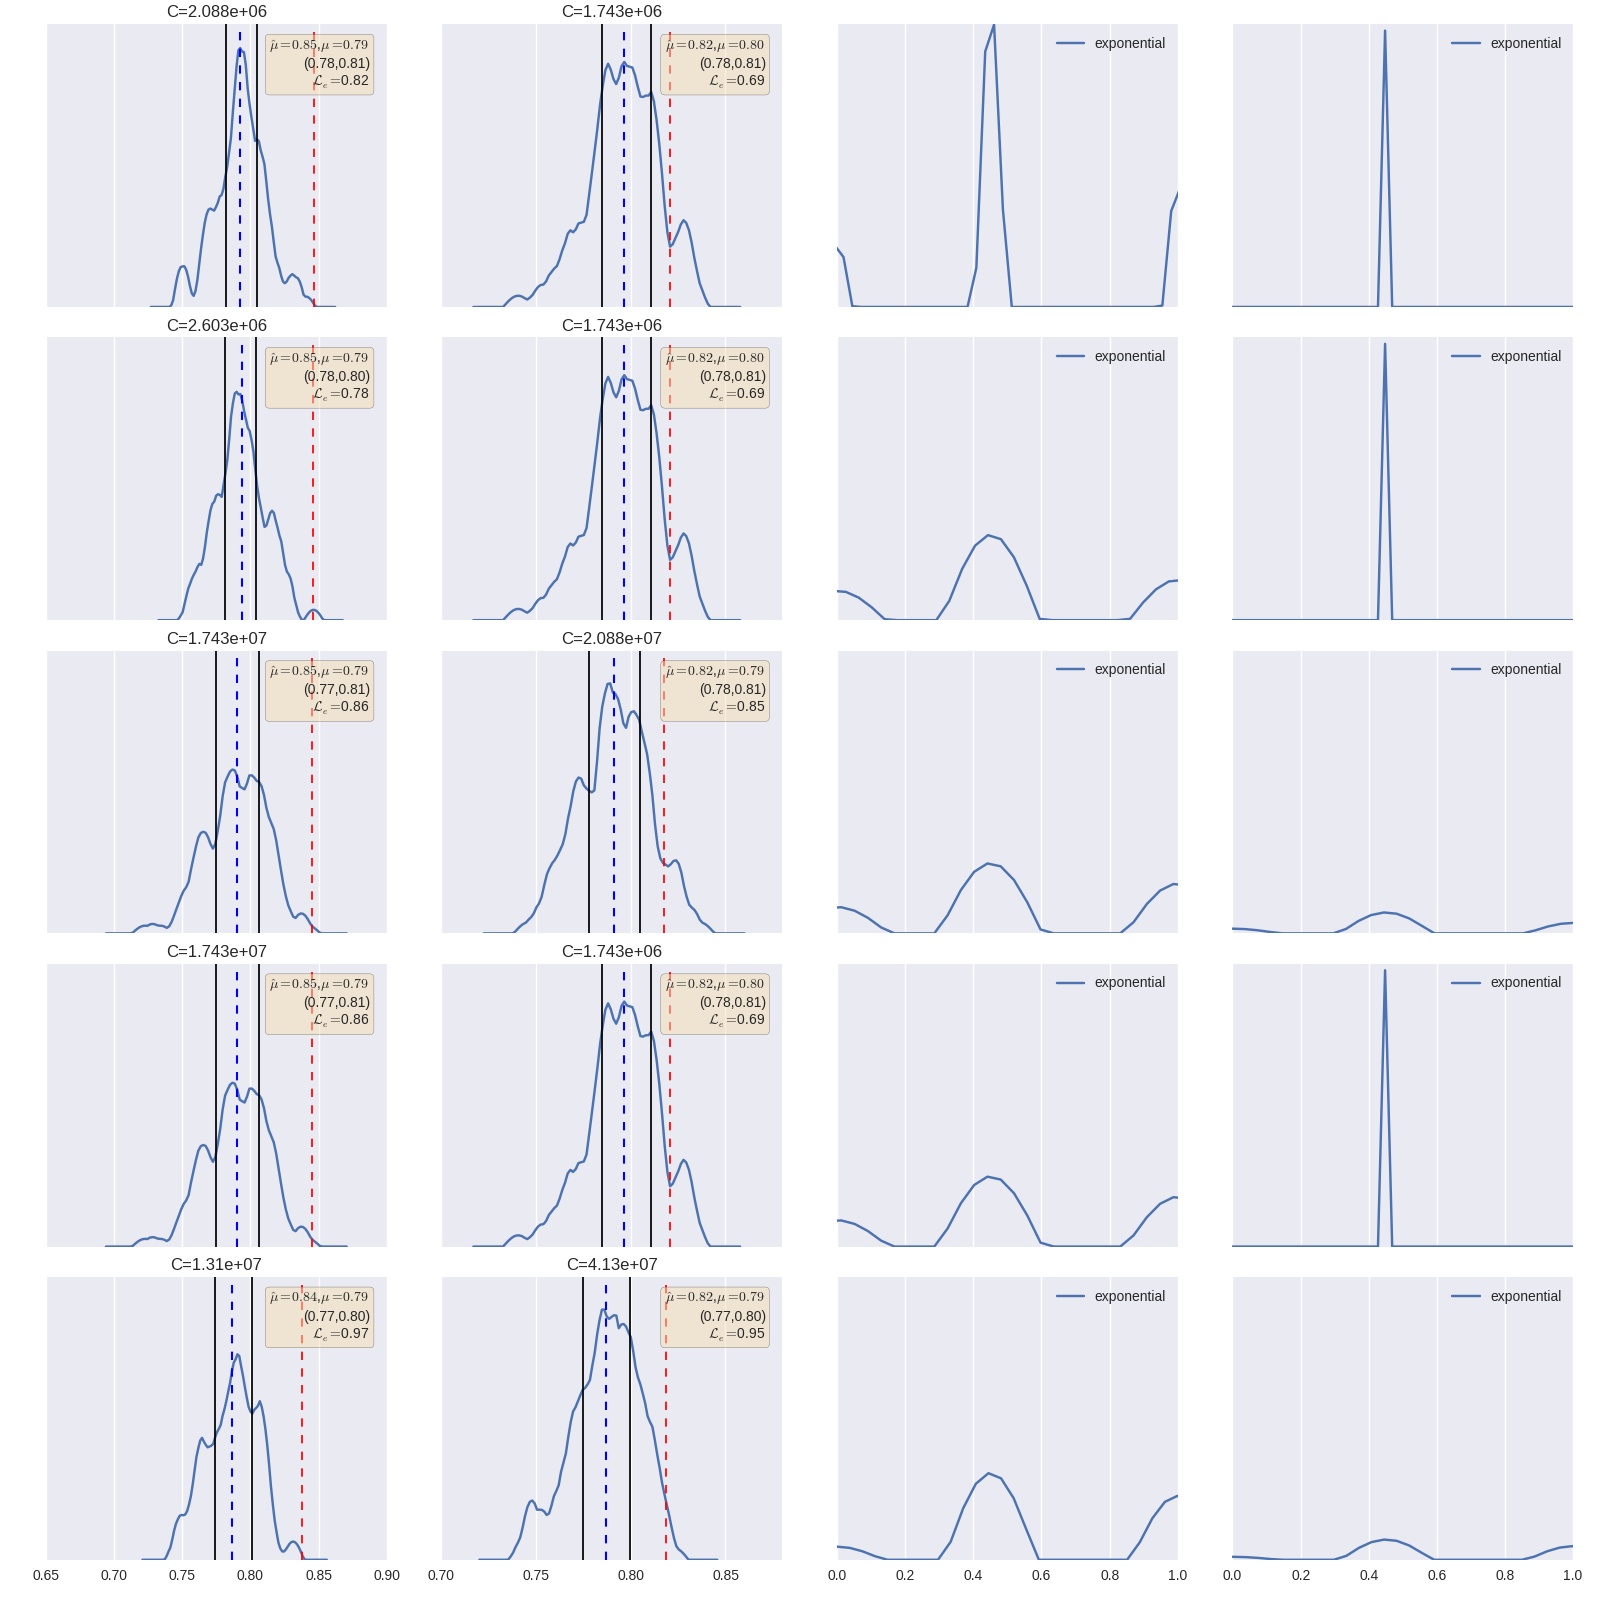 C=2.088e+06
C=1.743e+06
μ̂=0.85,μ=0.79
(0.78,0.81)
ℒₑ=0.82
μ̂=0.82,μ=0.80
(0.78,0.81)
ℒₑ=0.69
exponential
exponential
C=2.603e+06
C=1.743e+06
μ̂=0.85,μ=0.79
(0.78,0.80)
ℒₑ=0.78
μ̂=0.82,μ=0.80
(0.78,0.81)
ℒₑ=0.69
exponential
exponential
C=1.743e+07
C=2.088e+07
μ̂=0.85,μ=0.79
(0.77,0.81)
ℒₑ=0.86
μ̂=0.82,μ=0.79
(0.78,0.81)
ℒₑ=0.85
exponential
exponential
C=1.743e+07
C=1.743e+06
μ̂=0.85,μ=0.79
(0.77,0.81)
ℒₑ=0.86
μ̂=0.82,μ=0.80
(0.78,0.81)
ℒₑ=0.69
exponential
exponential
C=1.31e+07
C=4.13e+07
μ̂=0.84,μ=0.79
(0.77,0.80)
ℒₑ=0.97
μ̂=0.82,μ=0.79
(0.77,0.80)
ℒₑ=0.95
exponential
exponential
0.65 0.70 0.75 0.80 0.85 0.90
0.70 0.75 0.80 0.85
0.0 0.2 0.4 0.6 0.8 1.0
0.0 0.2 0.4 0.6 0.8 1.0